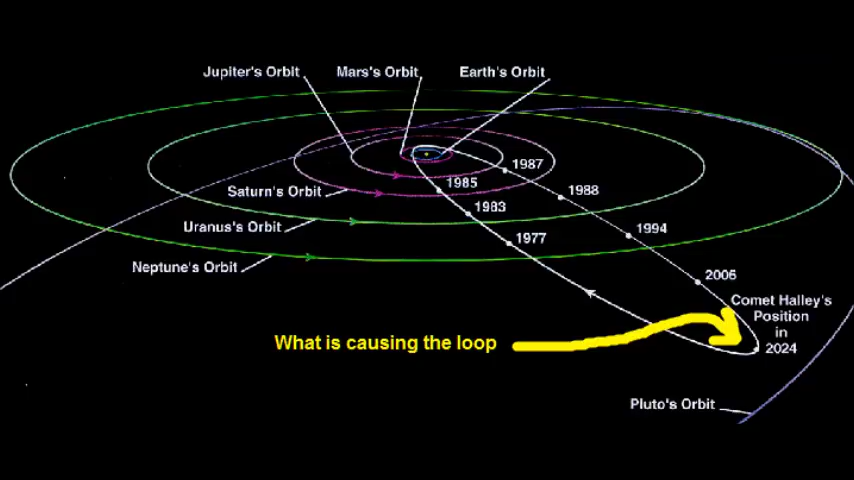 Jupiter's Orbit
Mars's Orbit
Earth's Orbit
1987
1985
Saturn's Orbit
1988
1983
Uranus's Orbit
1994
1977
Neptune's Orbit
2005
Comet Halley's
Position
in
2024
What is causing the loop
Pluto's Orbit